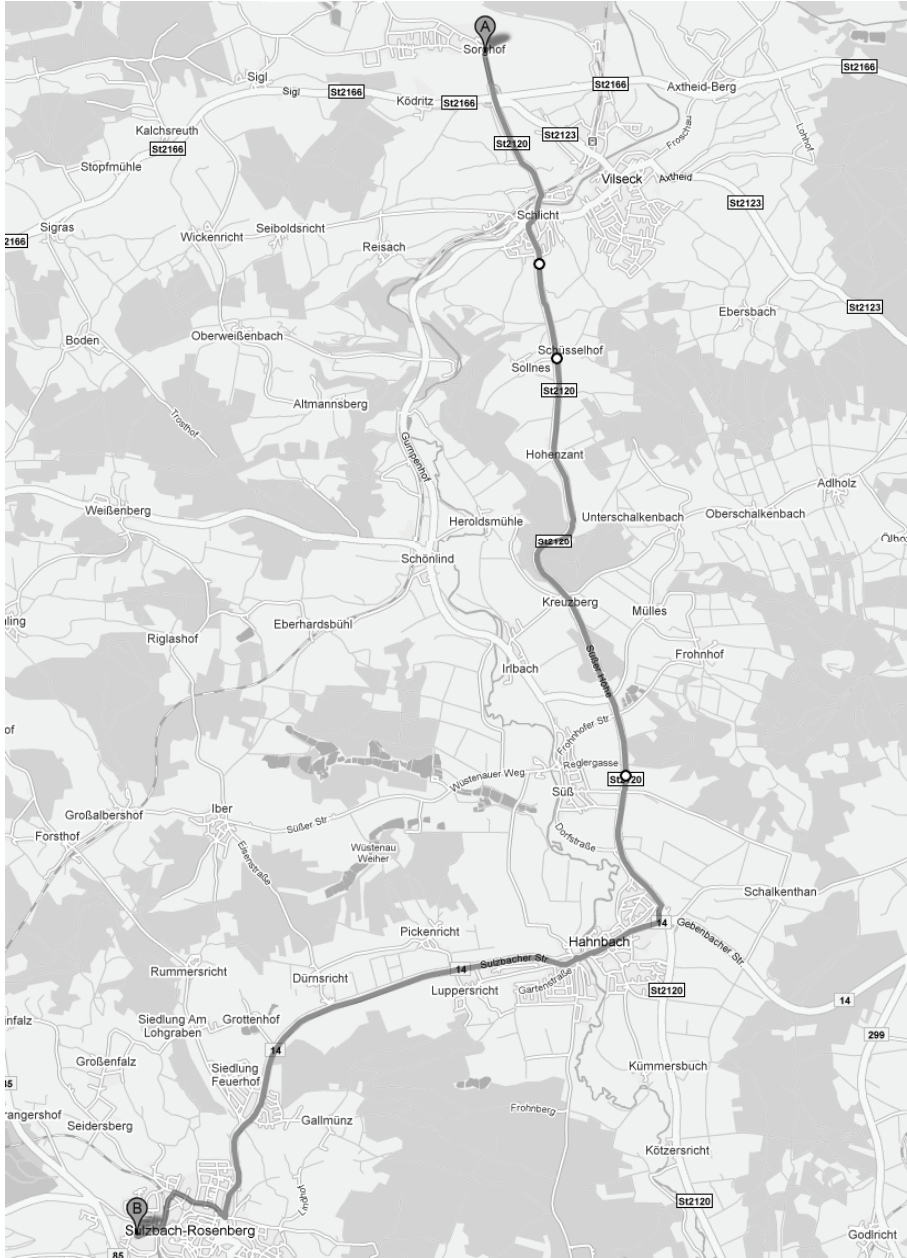 A
Sorghof
St2166
Axtheid-Berg
Sigl
Sigl
St2166
St2166
Ködritz
St2166
Froschau
Lohhof
Kalchsreuth
St2166
St2120
St2123
Stopfmühle
Vilseck
Axtheid
St2123
Sigras
2166
Wickenricht
Seiboldsricht
Schlicht
Reisach
Ebersbach
St2123
Boden
Oberweißenbach
Schüsselhof
Sollnes
St2120
Altmannsberg
Trosthof
Gumpenhof
Hohenzant
Adlholz
Weißenberg
Heroldsmühle
Unterschalkenbach
Oberschalkenbach
St2120
Schönlind
Kreuzberg
Mülles
Eberhardsbühl
Riglashof
Irlbach
Frohnhof
Süßer Höhe
Frohnhofer Str
Reglergasse
Wüstenauer Weg
St2120
Süß
Großalbershof
Iber
Süßer Str
Forsthof
Dorfstraße
Eisenstraße
Wüstenau
Weiher
Schalkenthan
14
Gebenbacher Str
Pickenricht
Hahnbach
Rummersricht
Sulzbacher Str
14
Dürnsricht
Luppersricht
Gartenstraße
St2120
14
Siedlung Am
Lohgraben
Grottenhof
299
14
Großenfalz
Siedlung
Feuerhof
Kümmersbuch
Seidersberg
Gallmünz
Frohnberg
Kötzersricht
St2120
B
Sulzbach-Rosenberg
85
Godlricht